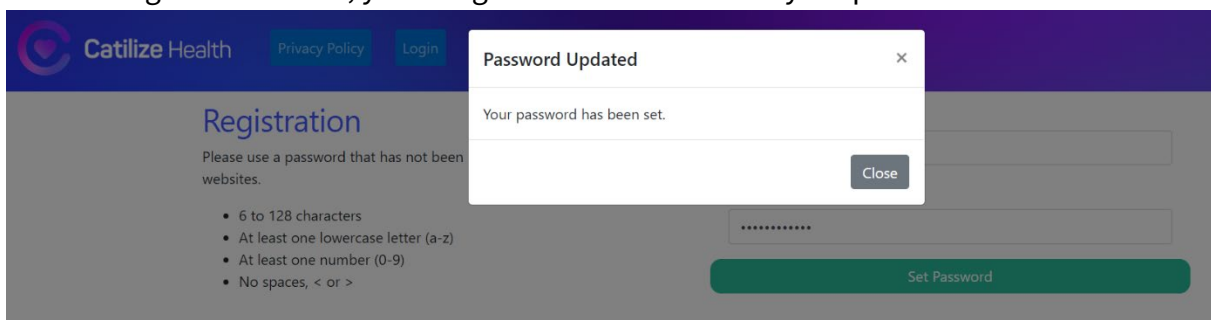 Catilize Health
Privacy Policy
Login
Password Updated
×
Your password has been set.
Close
Registration
Please use a password that has not been
websites.
• 6 to 128 characters
• At least one lowercase letter (a-z)
• At least one number (0-9)
• No spaces, < or >
••••••••••••
Set Password